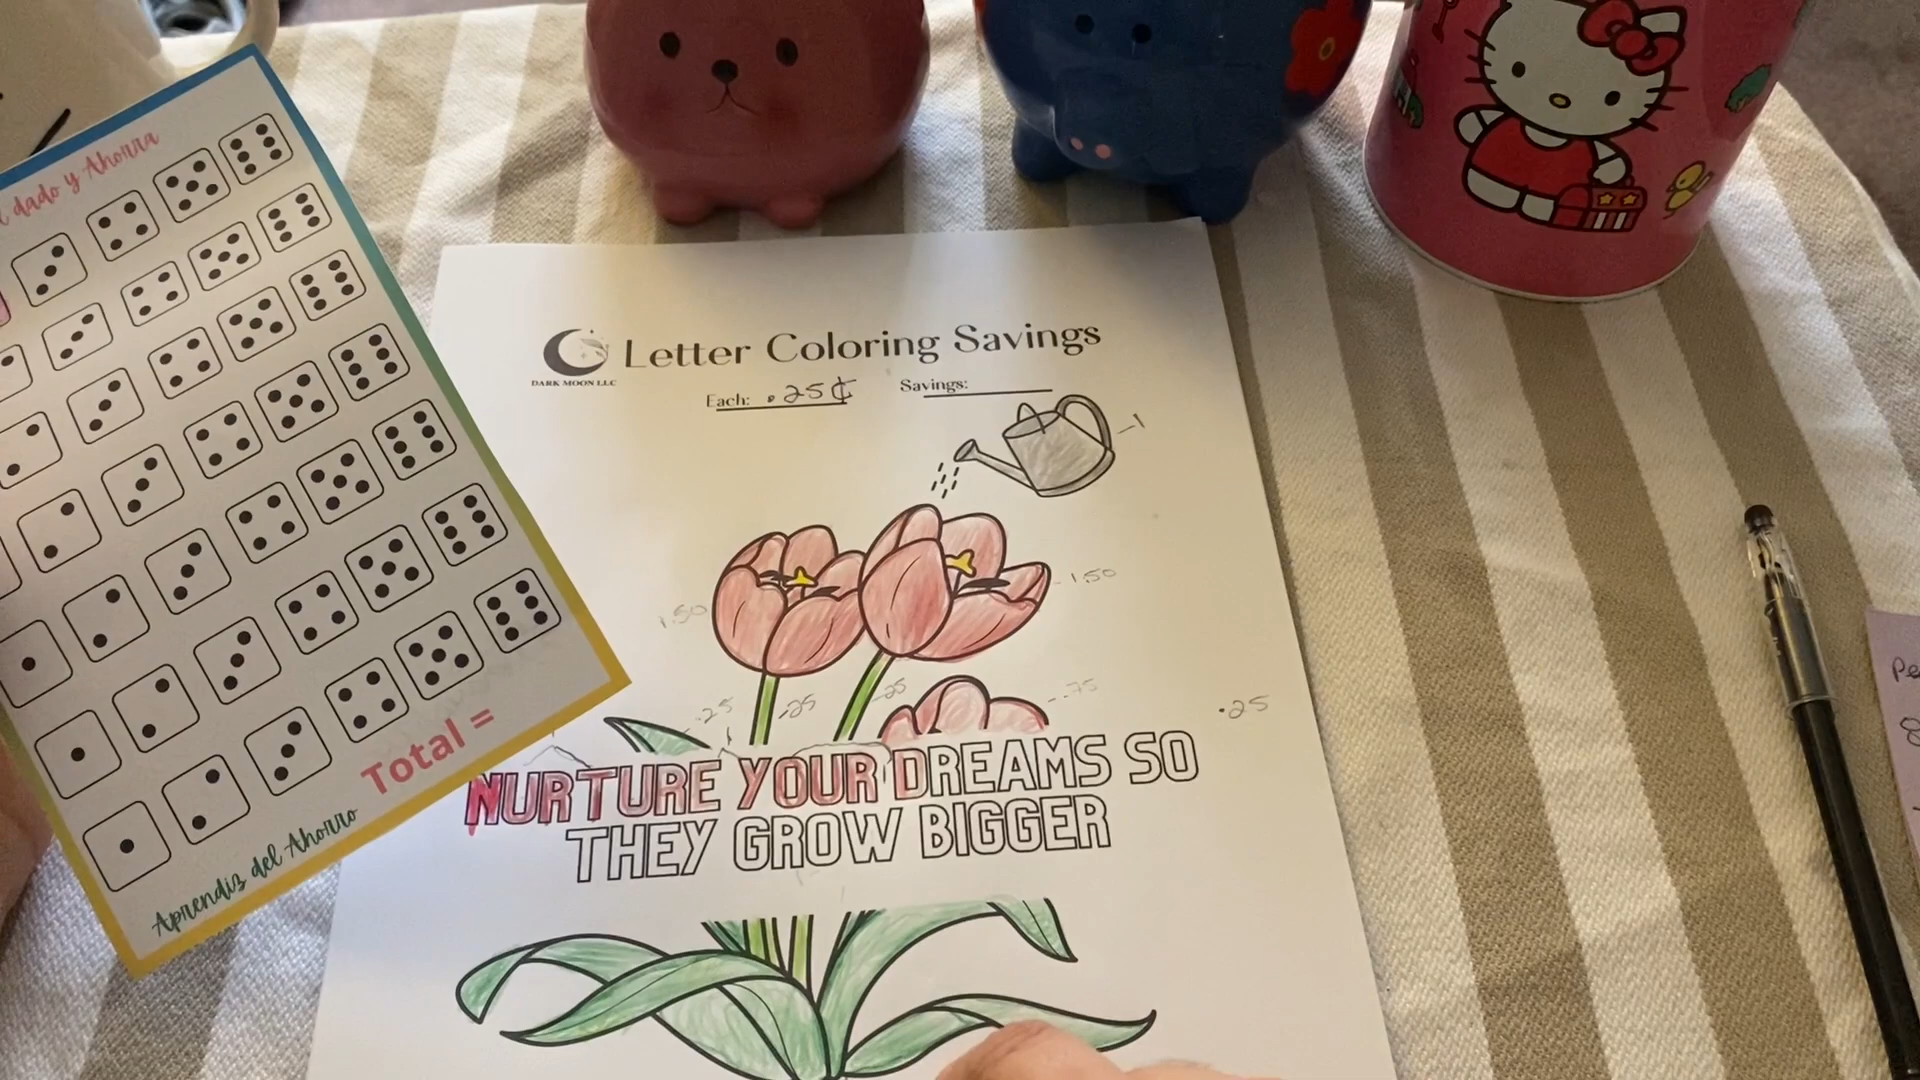 dado y Ahorra
Total =
Aprendiz del Ahorro
DARK MOON LLC
Letter Coloring Savings
Each: .25¢
Savings:
-1
1.50
-1.50
-.25
-.25
-.25
-.75
.25
NURTURE YOUR DREAMS SO
THEY GROW BIGGER